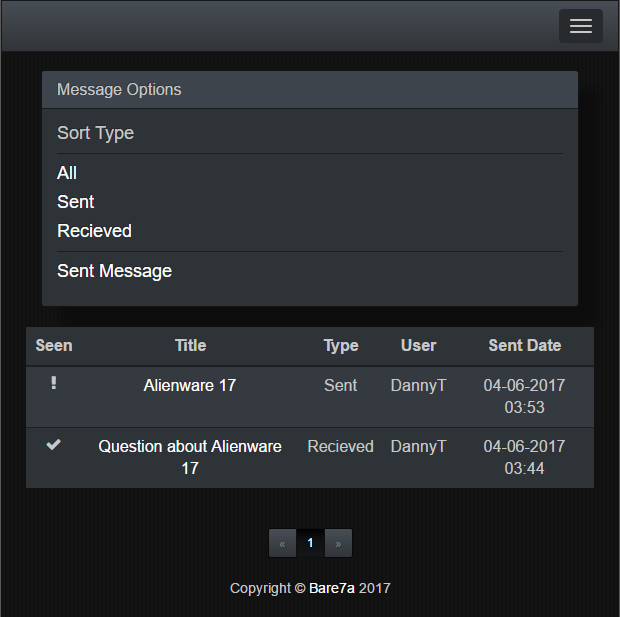 Message Options
Sort Type
All
Sent
Recieved
Sent Message
Seen Title Type User Sent Date
Alienware 17 Sent DannyT 04-06-2017
03:53
Question about Alienware Recieved DannyT 04-06-2017
17 03:44
« 1 »
Copyright © Bare7a 2017